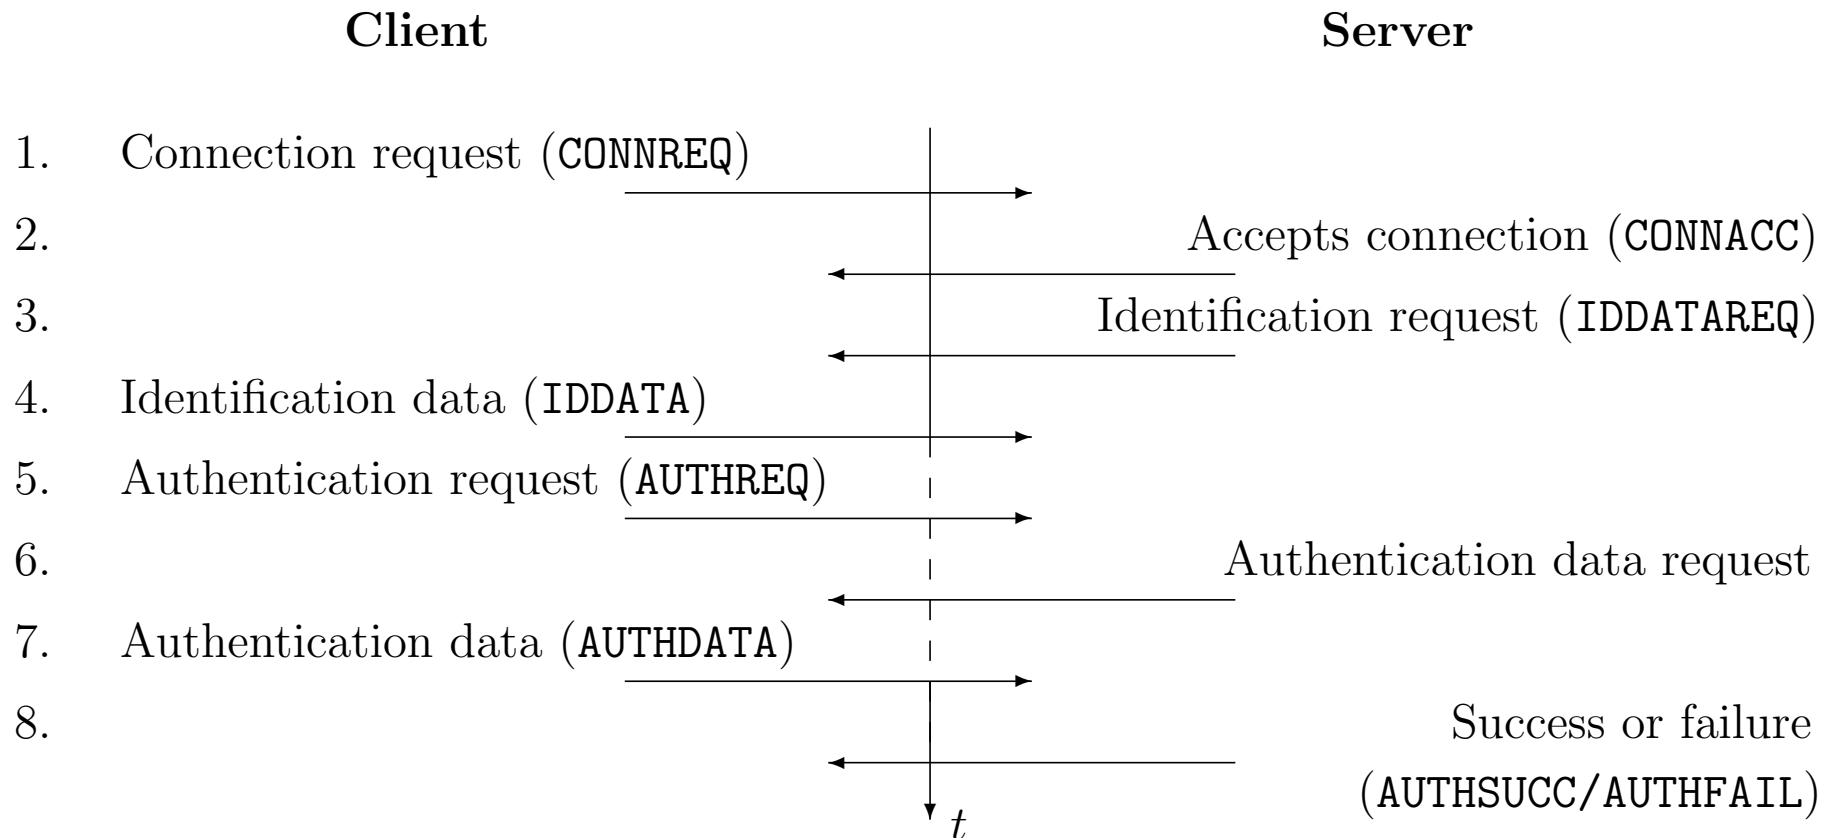 Client Server
1. Connection request (CONNREQ)
2. Accepts connection (CONNACC)
3. Identification request (IDDATAREQ)
4. Identification data (IDDATA)
5. Authentication request (AUTHREQ)
6. Authentication data request
7. Authentication data (AUTHDATA)
8. Success or failure
(AUTHSUCC/AUTHFAIL)
t